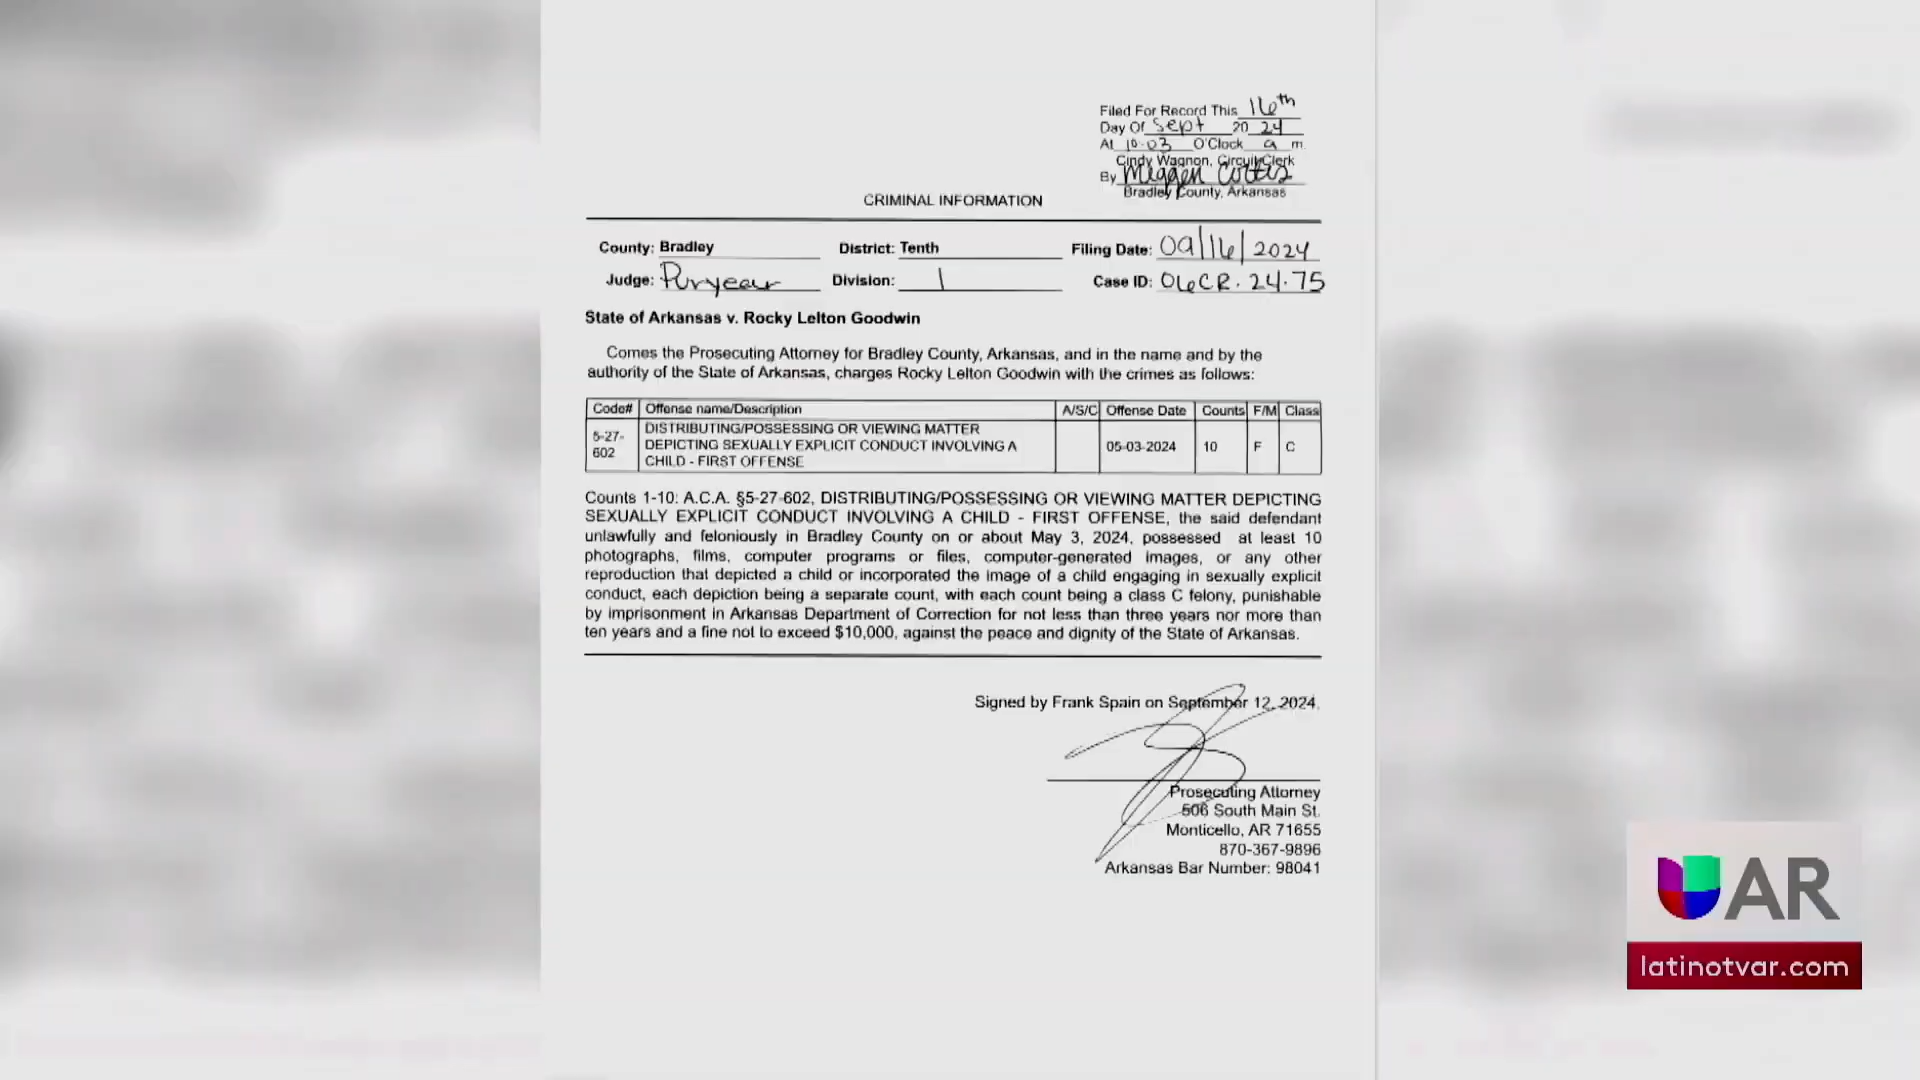 Filed For Record This 16th
Day Of Sept 20 24
At 10:03 O'Clock a m.
Cindy Wagnon, Circuit Clerk
By Meggen Cortes
Bradley County, Arkansas
CRIMINAL INFORMATION
County: Bradley District: Tenth Filing Date: 09/16/2024
Judge: Puryear Division: 1 Case ID: 06CR.24.75
State of Arkansas v. Rocky Lelton Goodwin
Comes the Prosecuting Attorney for Bradley County, Arkansas, and in the name and by the
authority of the State of Arkansas, charges Rocky Lelton Goodwin with the crimes as follows:
Code# Offense name/Description A/S/C Offense Date Counts F/M Class
5-27-602 DISTRIBUTING/POSSESSING OR VIEWING MATTER
DEPICTING SEXUALLY EXPLICIT CONDUCT INVOLVING A 05-03-2024 10 F C
CHILD - FIRST OFFENSE
Counts 1-10: A.C.A. §5-27-602, DISTRIBUTING/POSSESSING OR VIEWING MATTER DEPICTING
SEXUALLY EXPLICIT CONDUCT INVOLVING A CHILD - FIRST OFFENSE, the said defendant
unlawfully and feloniously in Bradley County on or about May 3, 2024, possessed at least 10
photographs, films, computer programs or files, computer-generated images, or any other
reproduction that depicted a child or incorporated the image of a child engaging in sexually explicit
conduct, each depiction being a separate count, with each count being a class C felony, punishable
by imprisonment in Arkansas Department of Correction for not less than three years nor more than
ten years and a fine not to exceed $10,000, against the peace and dignity of the State of Arkansas.
Signed by Frank Spain on September 12, 2024.
Prosecuting Attorney
506 South Main St.
Monticello, AR 71655
870-367-9896
Arkansas Bar Number: 98041
AR
latinotvar.com